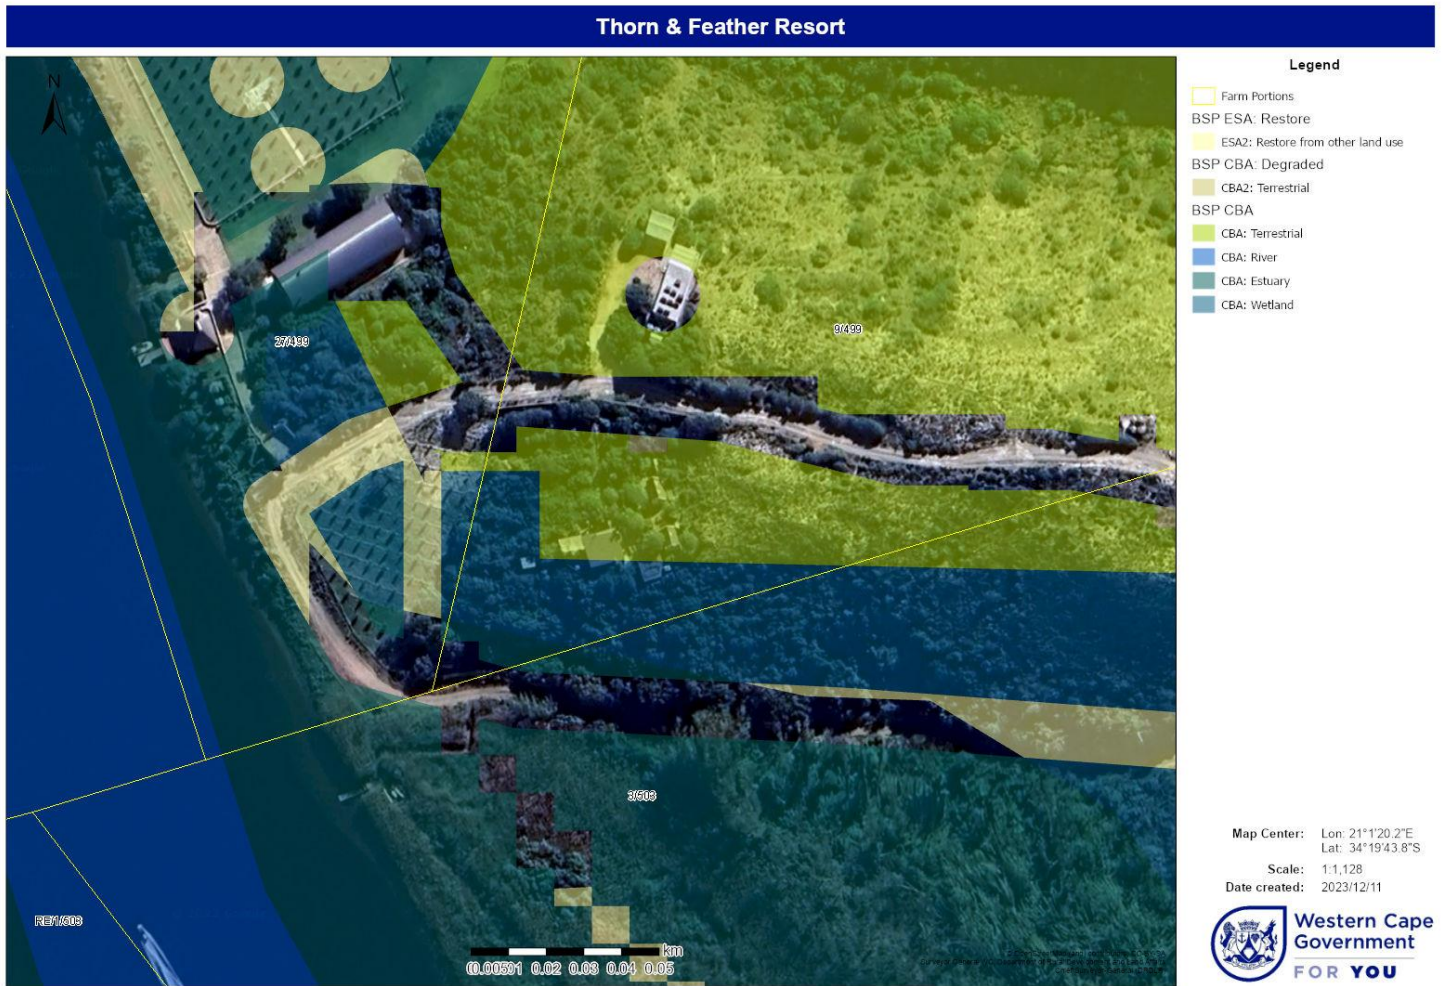 Thorn & Feather Resort
N
27/499
9/499
3/503
RE/1/503
km
0.02 0.03 0.04 0.05
Legend
Farm Portions
BSP ESA: Restore
ESA2: Restore from other land use
BSP CBA: Degraded
CBA2: Terrestrial
BSP CBA
CBA: Terrestrial
CBA: River
CBA: Estuary
CBA: Wetland
Map Center: Lon: 21°1'20.2"E
Lat: 34°19'43.8"S
Scale: 1:1,128
Date created: 2023/12/11
Western Cape
Government
FOR YOU